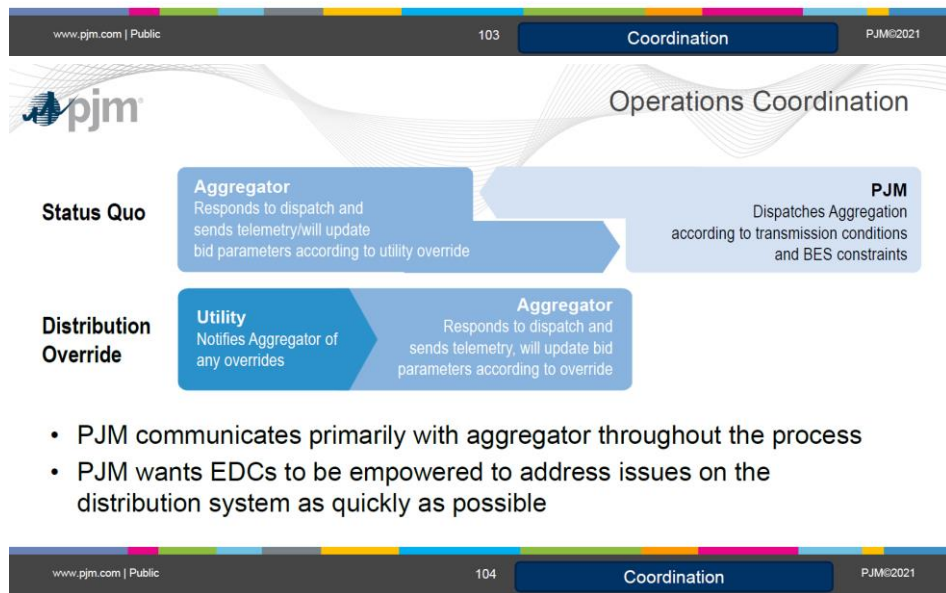 www.pjm.com | Public
103
Coordination
PJM©2021
pjm
Operations Coordination
Status Quo
Aggregator
Responds to dispatch and
sends telemetry/will update
bid parameters according to utility override
PJM
Dispatches Aggregation
according to transmission conditions
and BES constraints
Distribution
Override
Utility
Notifies Aggregator of
any overrides
Aggregator
Responds to dispatch and
sends telemetry, will update bid
parameters according to override
• PJM communicates primarily with aggregator throughout the process
• PJM wants EDCs to be empowered to address issues on the
distribution system as quickly as possible
www.pjm.com | Public
104
Coordination
PJM©2021